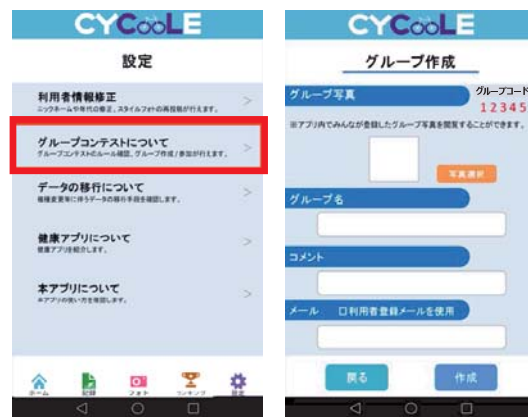 CYCooLE
設定
利用者情報修正
ニックネームや年代の修正、スタイルフォトの再投稿が行えます。
グループコンテストについて
グループコンテストのルール確認、グループ作成/参加が行えます。
データの移行について
機種変更等に伴うデータの移行手段を確認します。
健康アプリについて
健康アプリを紹介します。
本アプリについて
本アプリの使い方を確認します。
ホーム
記録
フォト
ランキング
設定
CYCooLE
グループ作成
グループ写真
グループコード
12345
※アプリ内でみんなが登録したグループ写真を閲覧することができます。
写真選択
グループ名
コメント
メール □利用者登録メールを使用
戻る
作成